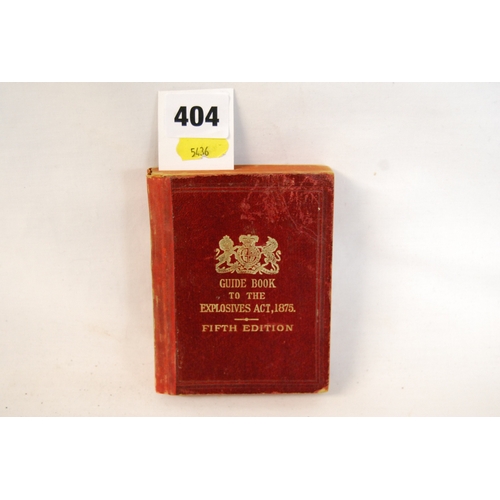 404
5436
GUIDE BOOK
TO THE
EXPLOSIVES ACT, 1875.
FIFTH EDITION